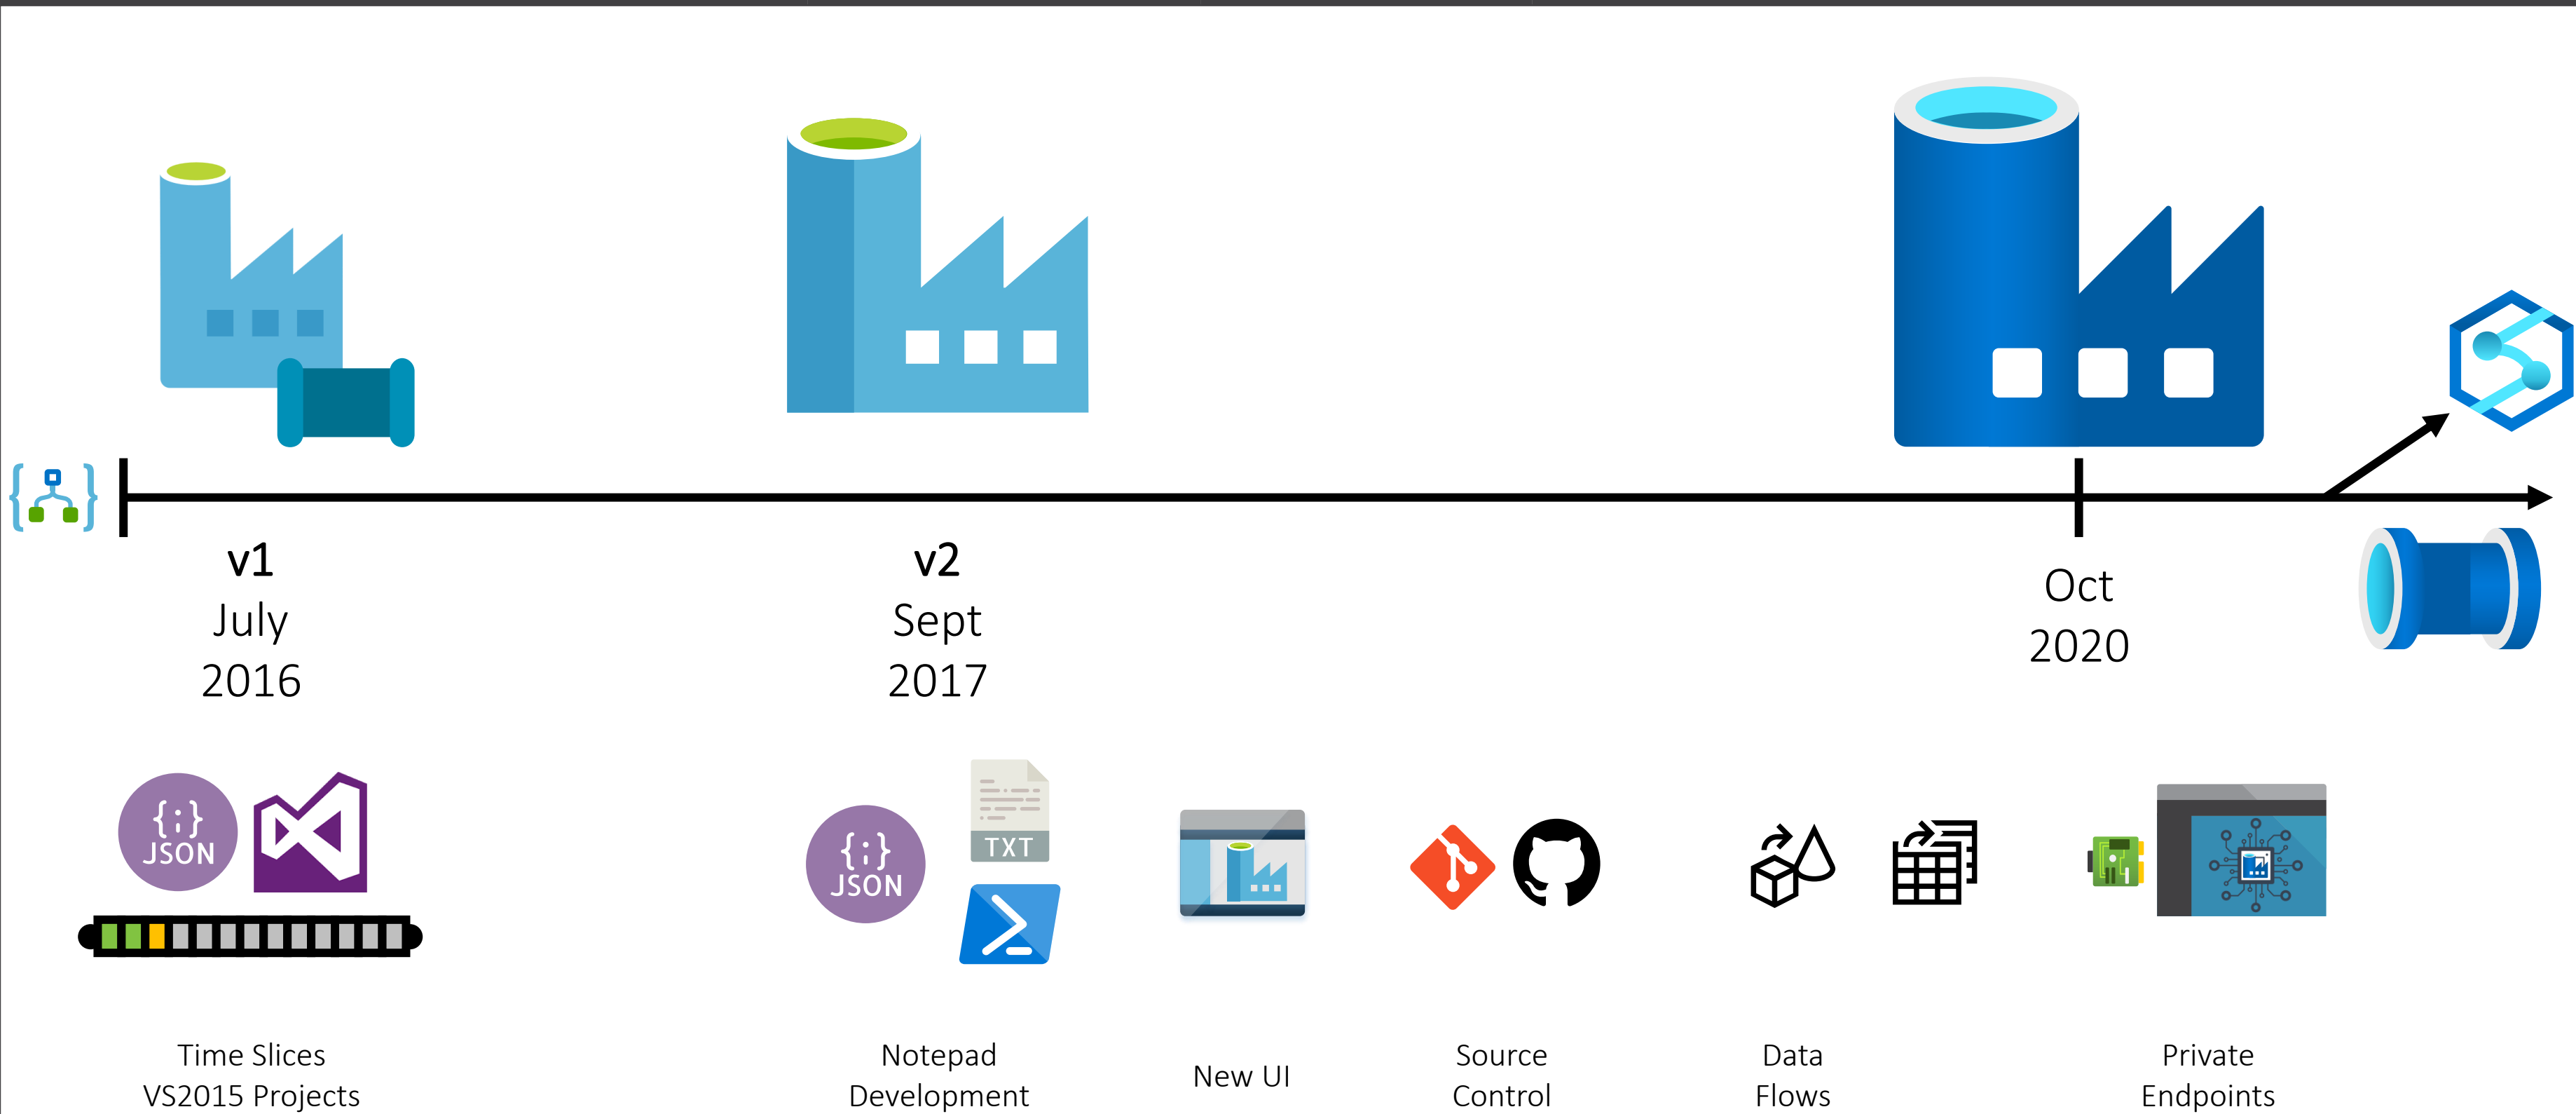 v1
July
2016
v2
Sept
2017
Oct
2020
{;}
JSON
{;}
JSON
TXT
Time Slices
VS2015 Projects
Notepad
Development
New UI
Source
Control
Data
Flows
Private
Endpoints